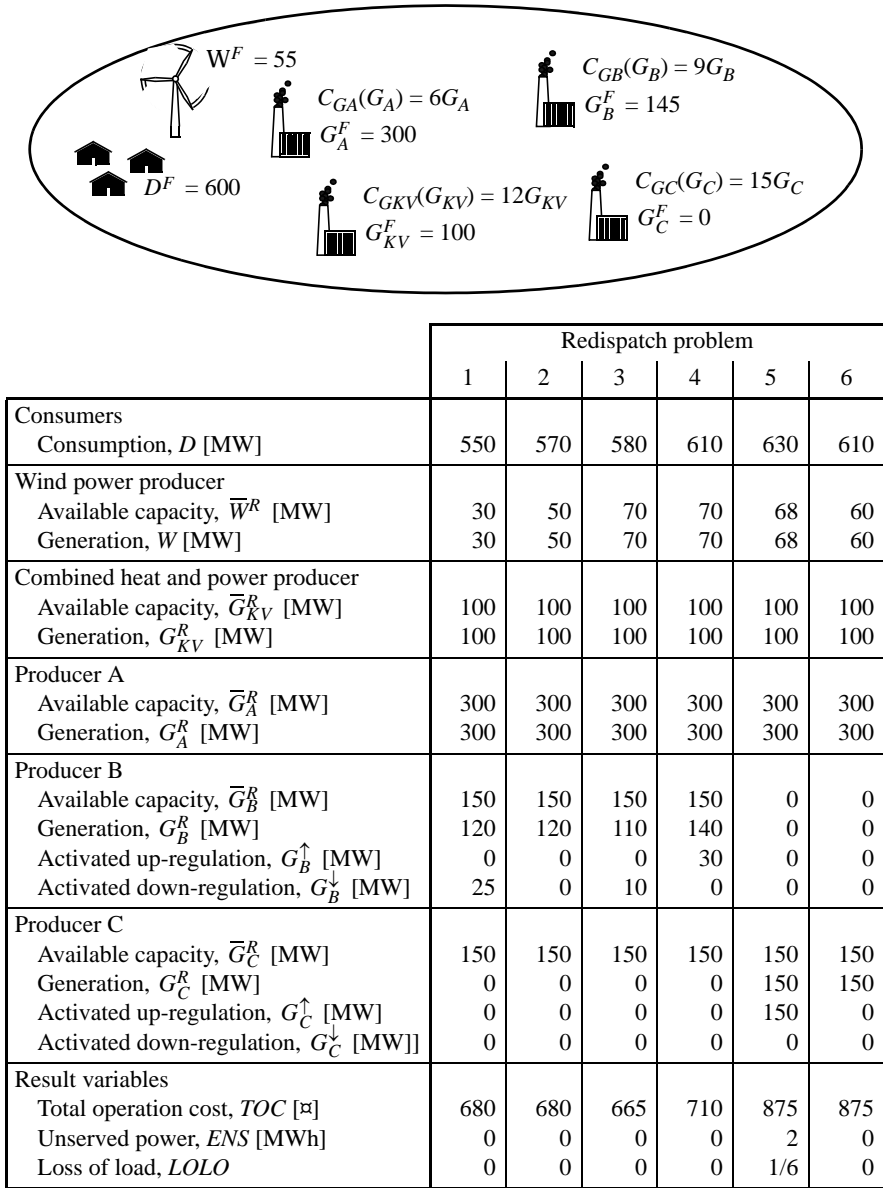 W^F = 55
C_GA(G_A) = 6G_A
G_A^F = 300
C_GB(G_B) = 9G_B
G_B^F = 145
D^F = 600
C_GKV(G_KV) = 12G_KV
G_KV^F = 100
C_GC(G_C) = 15G_C
G_C^F = 0
Redispatch problem
1 2 3 4 5 6
Consumers
Consumption, D [MW] 550 570 580 610 630 610
Wind power producer
Available capacity, W̅^R [MW] 30 50 70 70 68 60
Generation, W [MW] 30 50 70 70 68 60
Combined heat and power producer
Available capacity, G̅_KV^R [MW] 100 100 100 100 100 100
Generation, G_KV^R [MW] 100 100 100 100 100 100
Producer A
Available capacity, G̅_A^R [MW] 300 300 300 300 300 300
Generation, G_A^R [MW] 300 300 300 300 300 300
Producer B
Available capacity, G̅_B^R [MW] 150 150 150 150 0 0
Generation, G_B^R [MW] 120 120 110 140 0 0
Activated up-regulation, G_B^↑ [MW] 0 0 0 30 0 0
Activated down-regulation, G_B^↓ [MW] 25 0 10 0 0 0
Producer C
Available capacity, G̅_C^R [MW] 150 150 150 150 150 150
Generation, G_C^R [MW] 0 0 0 0 150 150
Activated up-regulation, G_C^↑ [MW] 0 0 0 0 150 0
Activated down-regulation, G_C^↓ [MW]] 0 0 0 0 0 0
Result variables
Total operation cost, TOC [¤] 680 680 665 710 875 875
Unserved power, ENS [MWh] 0 0 0 0 2 0
Loss of load, LOLO 0 0 0 0 1/6 0